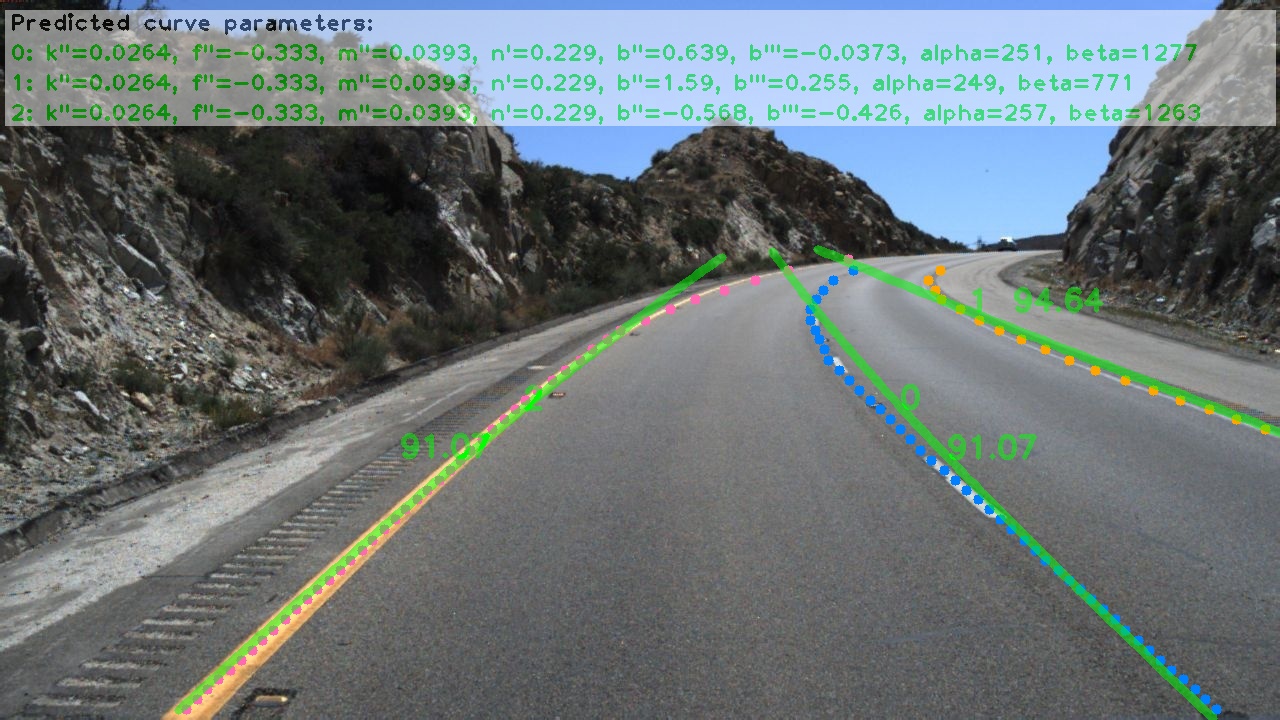 Predicted curve parameters:
0: k''=0.0264, f''=-0.333, m''=0.0393, n'=0.229, b''=0.639, b'''=-0.0373, alpha=251, beta=1277
1: k''=0.0264, f''=-0.333, m''=0.0393, n'=0.229, b''=1.59, b'''=0.255, alpha=249, beta=771
2: k''=0.0264, f''=-0.333, m''=0.0393, n'=0.229, b''=-0.568, b'''=-0.426, alpha=257, beta=1263
1 94.64
2
0
91.07
91.07